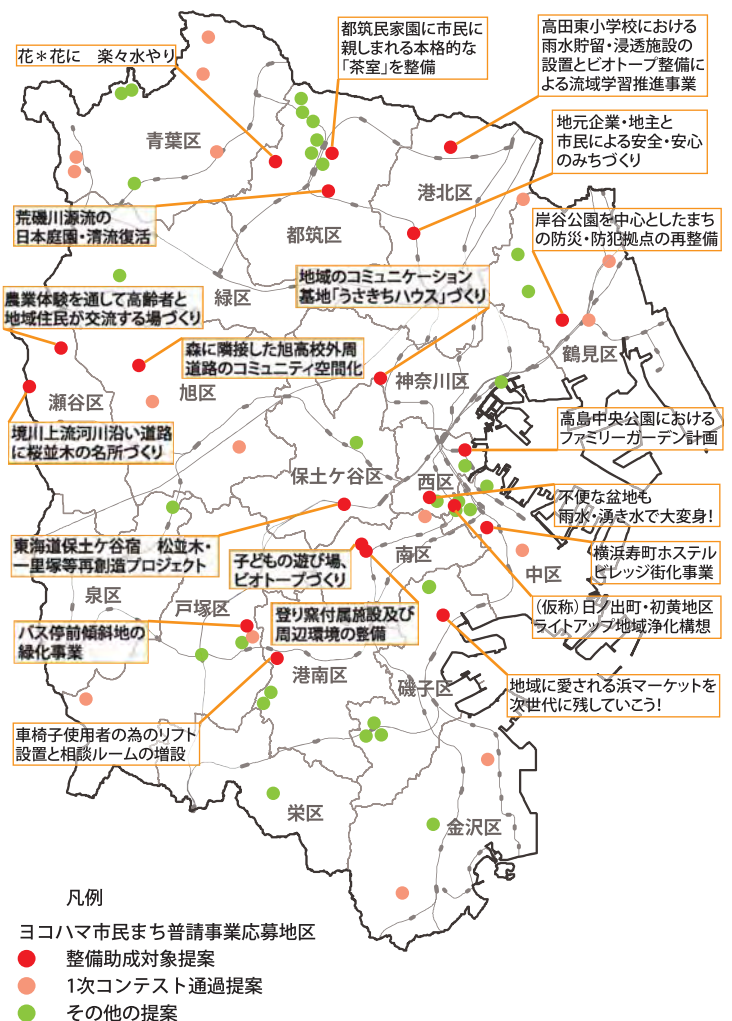 花＊花に 楽々水やり
都筑民家園に市民に
親しまれる本格的な
「茶室」を整備
高田東小学校における
雨水貯留・浸透施設の
設置とビオトープ整備に
よる流域学習推進事業
地元企業・地主と
市民による安全・安心
のみちづくり
青葉区
港北区
荒磯川源流の
日本庭園・清流復活
都筑区
岸谷公園を中心としたまち
の防災・防犯拠点の再整備
緑区
地域のコミュニケーション
基地「うさきちハウス」づくり
農業体験を通して高齢者と
地域住民が交流する場づくり
森に隣接した旭高校外周
道路のコミュニティ空間化
鶴見区
神奈川区
旭区
瀬谷区
境川上流河川沿い道路
に桜並木の名所づくり
高島中央公園における
ファミリーガーデン計画
保土ケ谷区
西区
不便な盆地も
雨水・湧き水で大変身！
東海道保土ケ谷宿 松並木・
一里塚等再創造プロジェクト
子どもの遊び場、
ビオトープづくり
南区
横浜寿町ホステル
ビレッジ街化事業
中区
泉区
戸塚区
登り窯付属施設及び
周辺環境の整備
（仮称）日ノ出町・初黄地区
ライトアップ地域浄化構想
バス停前傾斜地の
緑化事業
港南区
磯子区
地域に愛される浜マーケットを
次世代に残していこう！
車椅子使用者の為のリフト
設置と相談ルームの増設
栄区
金沢区
凡例
ヨコハマ市民まち普請事業応募地区
整備助成対象提案
1次コンテスト通過提案
その他の提案